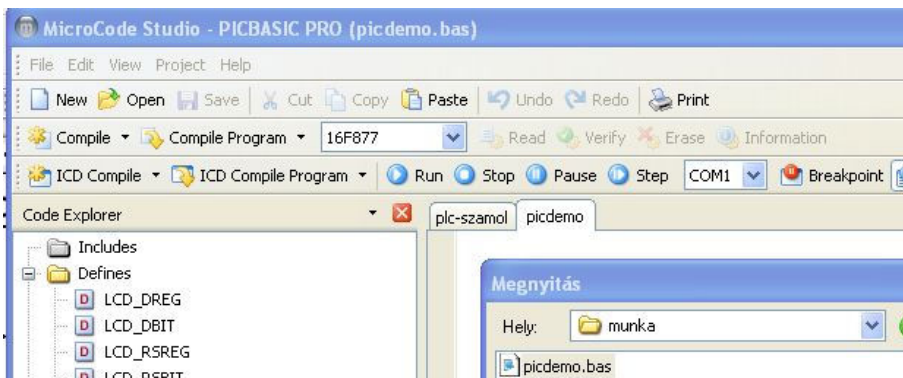 MicroCode Studio - PICBASIC PRO (picdemo.bas)
File Edit View Project Help
New Open Save Cut Copy Paste Undo Redo Print
Compile Compile Program 16F877 Read Verify Erase Information
ICD Compile ICD Compile Program Run Stop Pause Step COM1 Breakpoint
Code Explorer plc-szamol picdemo
Includes
Defines
D LCD_DREG
D LCD_DBIT
D LCD_RSREG
D LCD_RSBIT
Megnyitás
Hely: munka
picdemo.bas